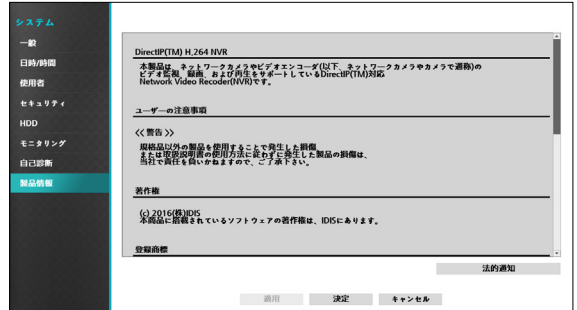 システム
一般
日時/時間
使用者
セキュリティ
HDD
モニタリング
自己診断
製品情報
DirectIP(TM) H.264 NVR
本製品は、ネットワークカメラやビデオエンコーダ(以下、ネットワークカメラやカメラで通称)の
ビデオ監視、録画、および再生をサポートしているDirectIP(TM)対応
Network Video Recoder(NVR)です。
ユーザーの注意事項
<< 警告 >>
規格品以外の製品を使用することで発生した損傷、
または取扱説明書の使用方法に従わずに発生した製品の損傷は、
当社で責任を負いかねますので、ご了承下さい。
著作権
(c) 2016(株)IDIS
本商品に搭載されているソフトウェアの著作権は、IDISにあります。
登録商標
法的通知
適用
決定
キャンセル